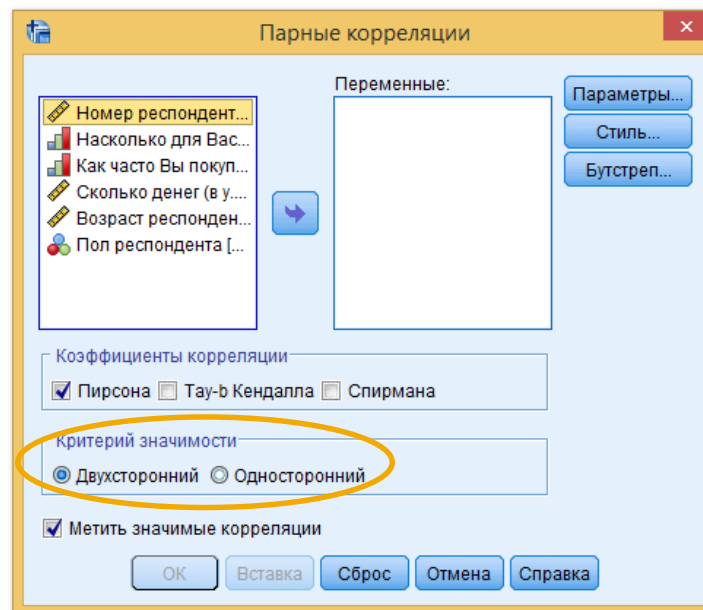 Парные корреляции
Переменные:
Номер респондент...
Насколько для Вас...
Как часто Вы покуп...
Сколько денег (в у....
Возраст респонден...
Пол респондента [...
Параметры...
Стиль...
Бутстреп...
Коэффициенты корреляции
Пирсона Тау-b Кендалла Спирмана
Критерий значимости
Двухсторонний Односторонний
Метить значимые корреляции
ОК Вставка Сброс Отмена Справка